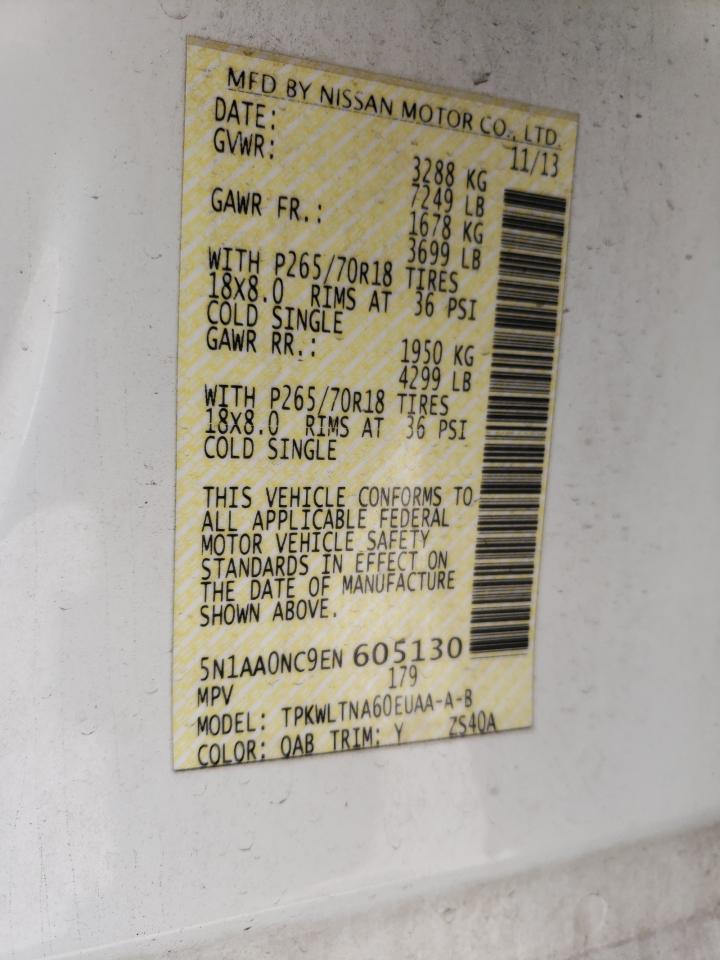 MFD BY NISSAN MOTOR CO., LTD.
DATE: 11/13
GVWR: 3288 KG
7249 LB
GAWR FR.: 1678 KG
3699 LB
WITH P265/70R18 TIRES
18X8.0 RIMS AT 36 PSI
COLD SINGLE
GAWR RR.: 1950 KG
4299 LB
WITH P265/70R18 TIRES
18X8.0 RIMS AT 36 PSI
COLD SINGLE
THIS VEHICLE CONFORMS TO
ALL APPLICABLE FEDERAL
MOTOR VEHICLE SAFETY
STANDARDS IN EFFECT ON
THE DATE OF MANUFACTURE
SHOWN ABOVE.
5N1AA0NC9EN 605130
MPV 179
MODEL: TPKWLTNA60EUAA-A-B
COLOR: QAB TRIM: Y ZS40A